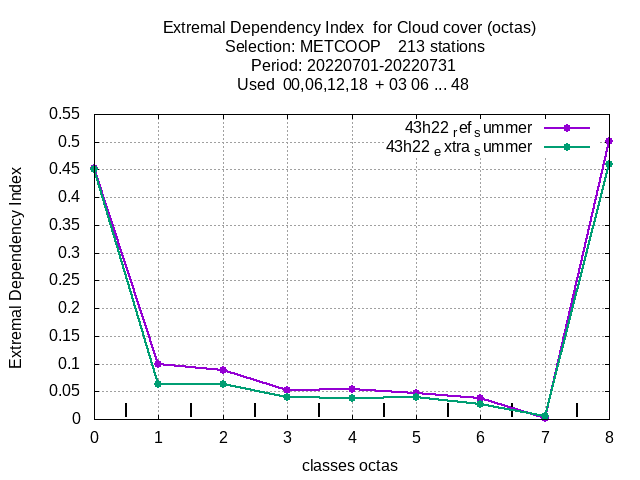 Extremal Dependency Index  for Cloud cover (octas)
Selection: METCOOP    213 stations
Period: 20220701-20220731
Used  00,06,12,18  + 03 06 ... 48
43h22 ref summer
43h22 extra summer
Extremal Dependency Index
0.55
0.5
0.45
0.4
0.35
0.3
0.25
0.2
0.15
0.1
0.05
0
0 1 2 3 4 5 6 7 8
classes octas